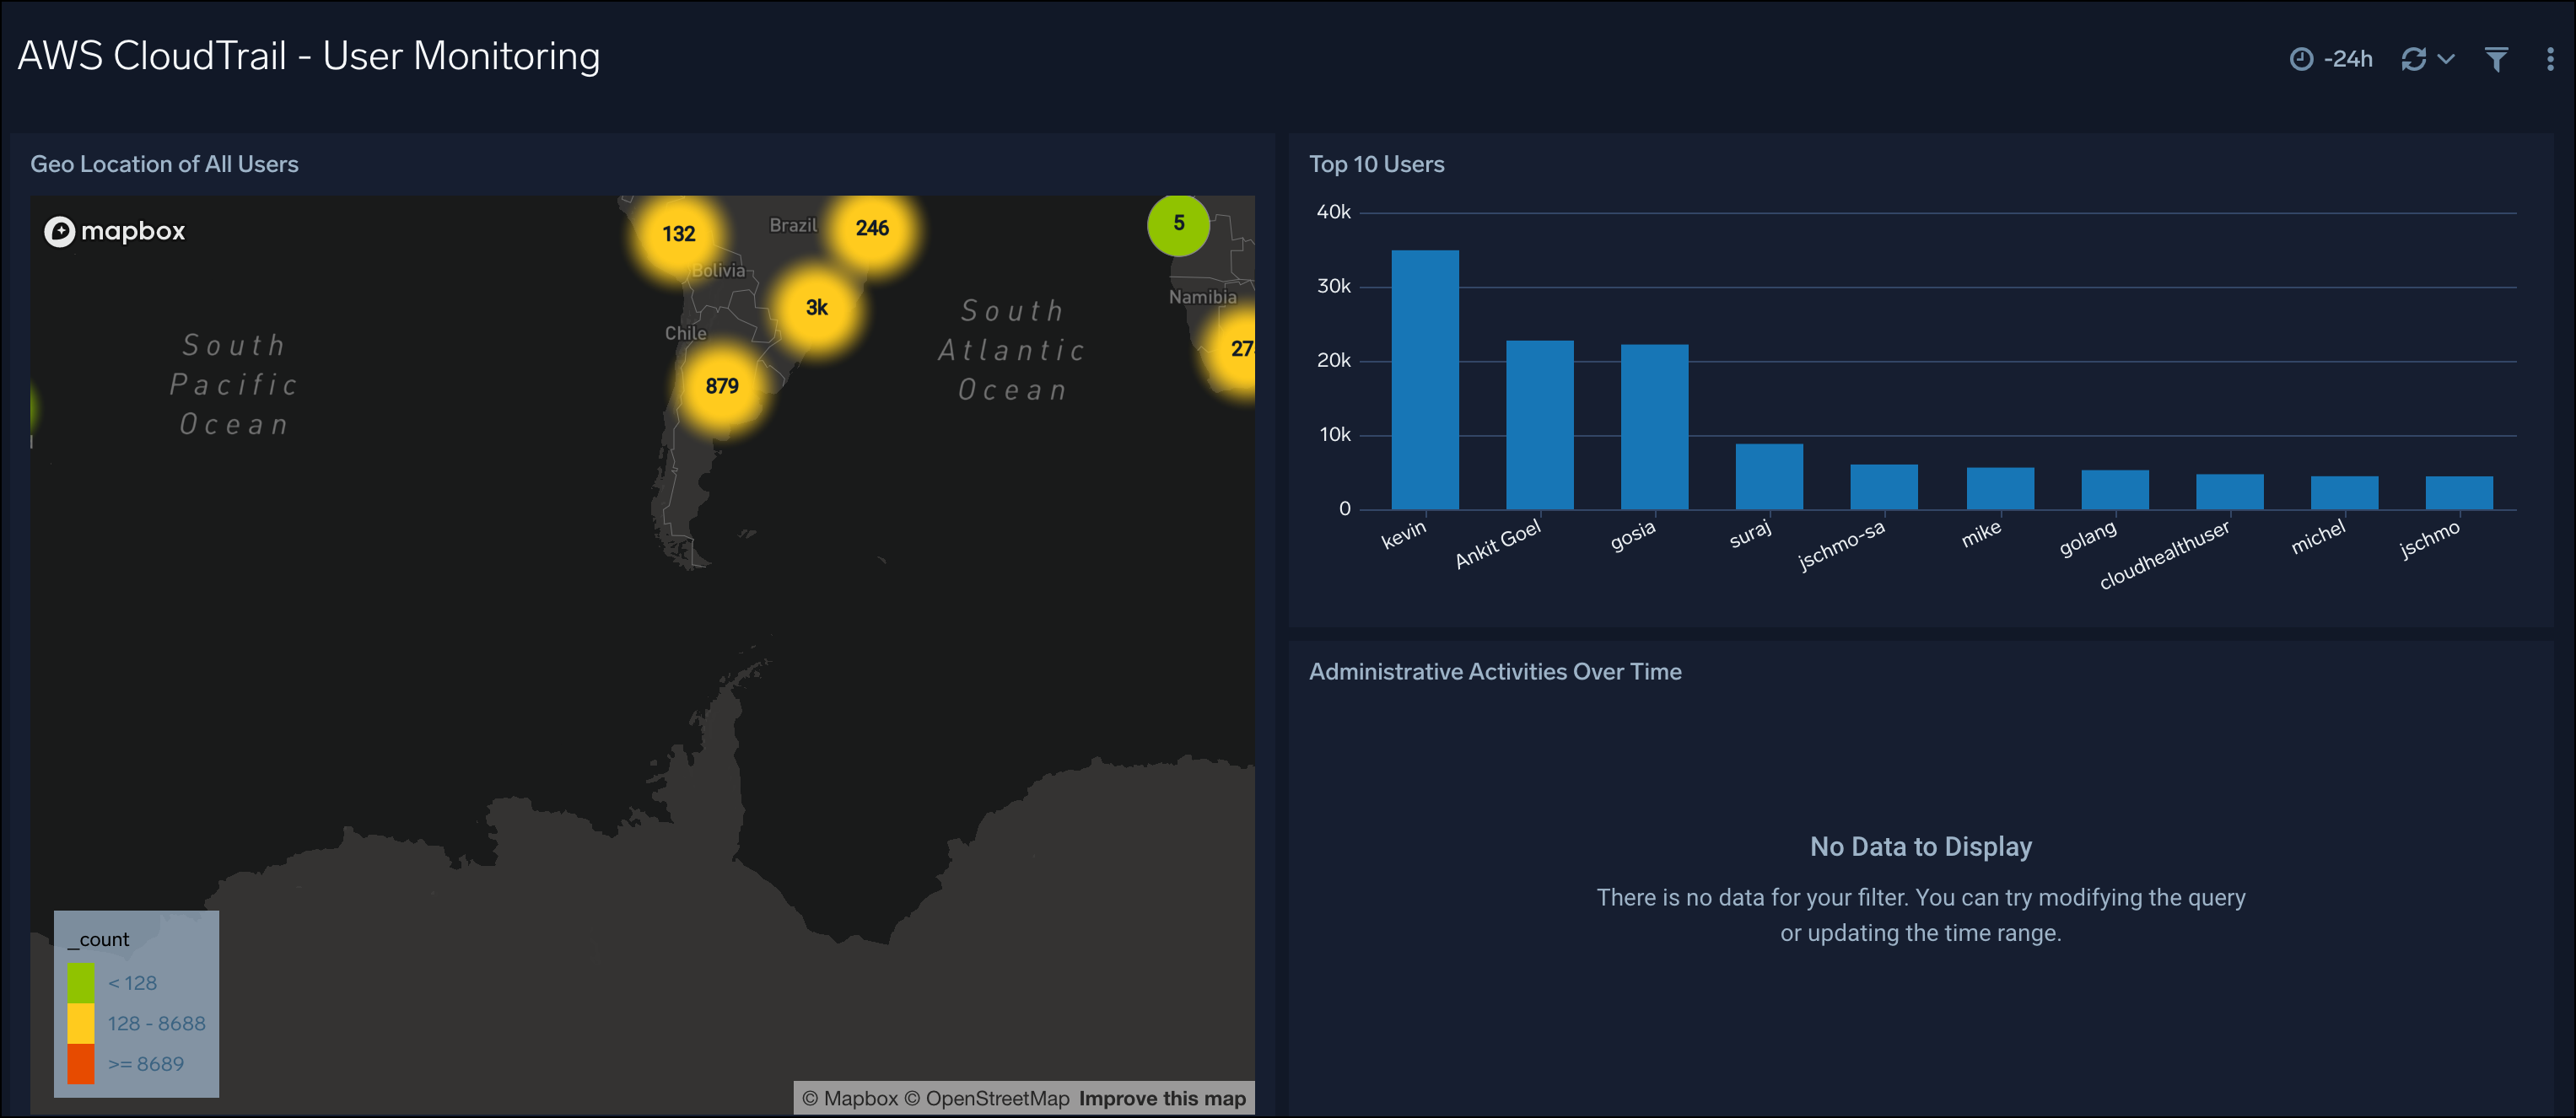 AWS CloudTrail - User Monitoring
-24h
Geo Location of All Users
mapbox
132
Brazil
246
5
Bolivia
3k
Namibia
Chile
879
South
Pacific
Ocean
South
Atlantic
Ocean
_count
< 128
128 - 8688
>= 8689
© Mapbox © OpenStreetMap Improve this map
Top 10 Users
40k
30k
20k
10k
0
kevin
Ankit Goel
gosia
suraj
jschmo-sa
mike
golang
cloudhealthuser
michel
jschmo
Administrative Activities Over Time
No Data to Display
There is no data for your filter. You can try modifying the query
or updating the time range.